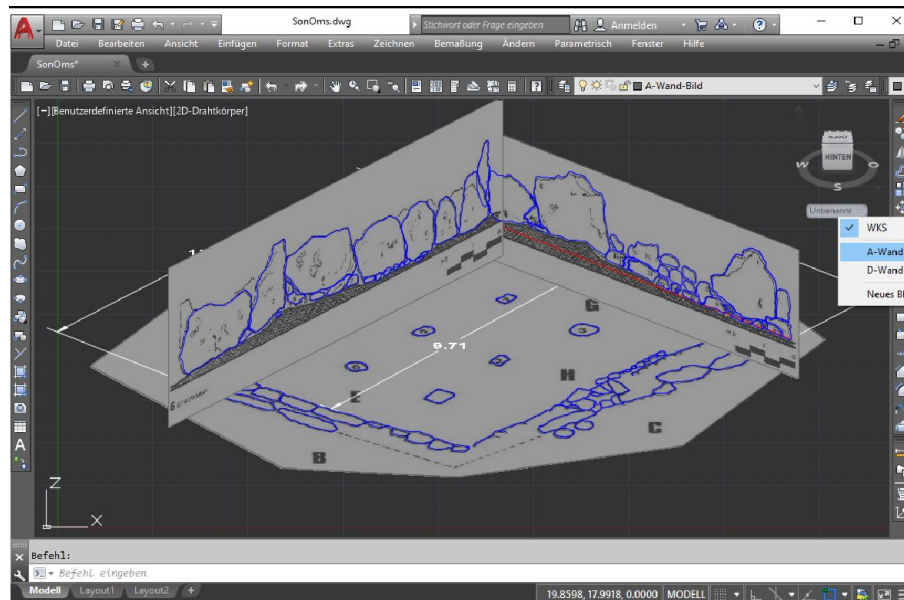 SonOms.dwg
Stichwort oder Frage eingeben
Anmelden
Datei Bearbeiten Ansicht Einfügen Format Extras Zeichnen Bemaßung Ändern Parametrisch Fenster Hilfe
SonOms*
A-Wand-Bild
[−][Benutzerdefinierte Ansicht][2D-Drahtkörper]
HINTEN
W O
S
Unbenannt
WKS
A-Wand
D-Wand
Neues
G
9.71
3
H
E
C
B
Z
X
Befehl:
Befehl eingeben
Modell Layout1 Layout2 +
19.8598, 17.9918, 0.0000 MODELL